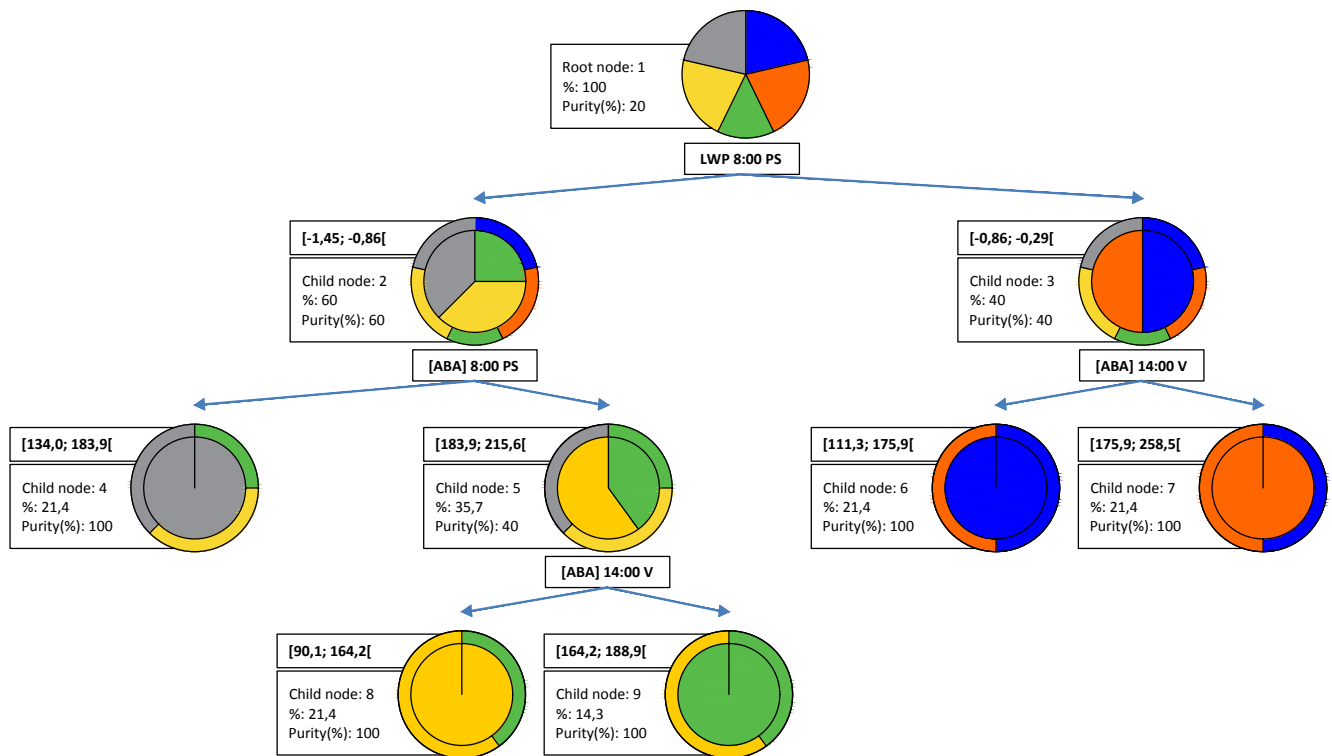 Root node: 1
%: 100
Purity(%): 20
LWP 8:00 PS
[-1,45; -0,86[
Child node: 2
%: 60
Purity(%): 60
[-0,86; -0,29[
Child node: 3
%: 40
Purity(%): 40
[ABA] 8:00 PS
[ABA] 14:00 V
[134,0; 183,9[
Child node: 4
%: 21,4
Purity(%): 100
[183,9; 215,6[
Child node: 5
%: 35,7
Purity(%): 40
[111,3; 175,9[
Child node: 6
%: 21,4
Purity(%): 100
[175,9; 258,5[
Child node: 7
%: 21,4
Purity(%): 100
[ABA] 14:00 V
[90,1; 164,2[
Child node: 8
%: 21,4
Purity(%): 100
[164,2; 188,9[
Child node: 9
%: 14,3
Purity(%): 100